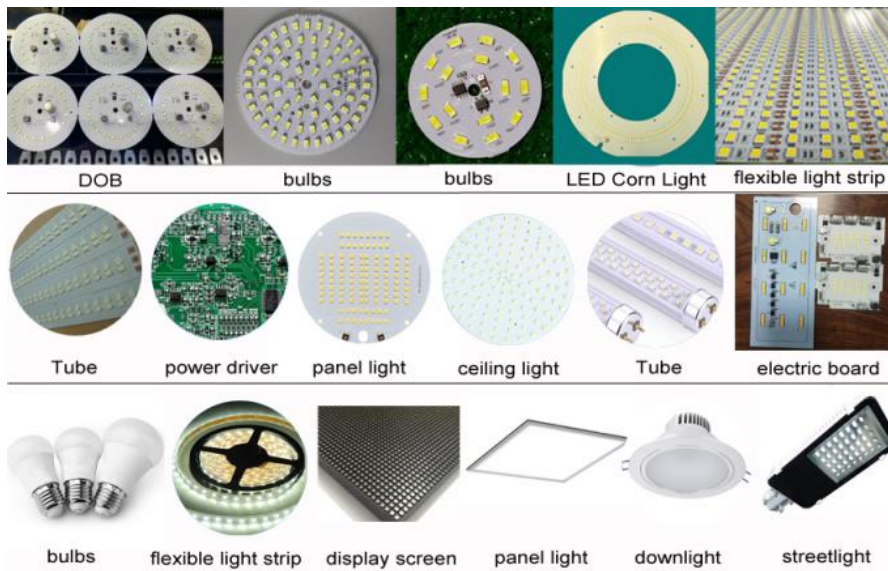 DOB
bulbs
bulbs
LED Corn Light
flexible light strip
Tube
power driver
panel light
ceiling light
Tube
electric board
bulbs
flexible light strip
display screen
panel light
downlight
streetlight